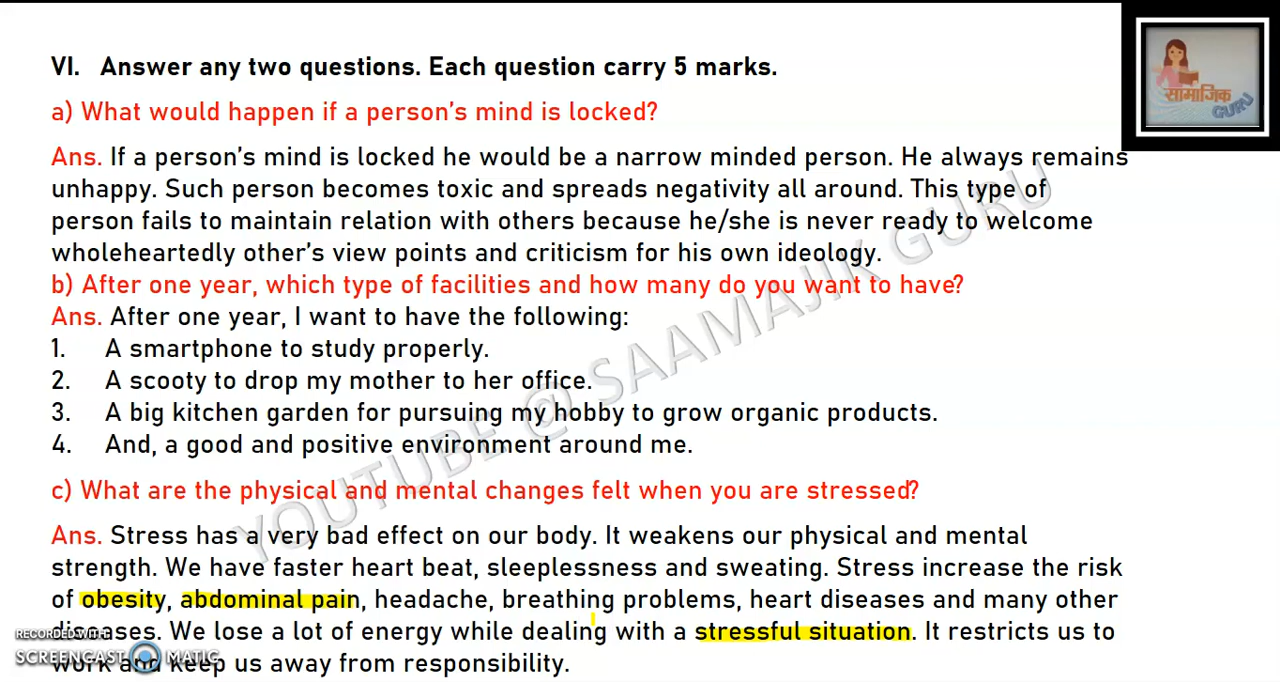 VI. Answer any two questions. Each question carry 5 marks.
सामाजिक
GURU
a) What would happen if a person's mind is locked?
Ans. If a person's mind is locked he would be a narrow minded person. He always remains
unhappy. Such person becomes toxic and spreads negativity all around. This type of
person fails to maintain relation with others because he/she is never ready to welcome
wholeheartedly other's view points and criticism for his own ideology.
b) After one year, which type of facilities and how many do you want to have?
Ans. After one year, I want to have the following:
1. A smartphone to study properly.
2. A scooty to drop my mother to her office.
3. A big kitchen garden for pursuing my hobby to grow organic products.
4. And, a good and positive environment around me.
YOUTUBE @ SAAMAJIK GURU
c) What are the physical and mental changes felt when you are stressed?
Ans. Stress has a very bad effect on our body. It weakens our physical and mental
strength. We have faster heart beat, sleeplessness and sweating. Stress increase the risk
of obesity, abdominal pain, headache, breathing problems, heart diseases and many other
diseases. We lose a lot of energy while dealing with a stressful situation. It restricts us to
work and keep us away from responsibility.
RECORDED WITH
SCREENCAST MATIC